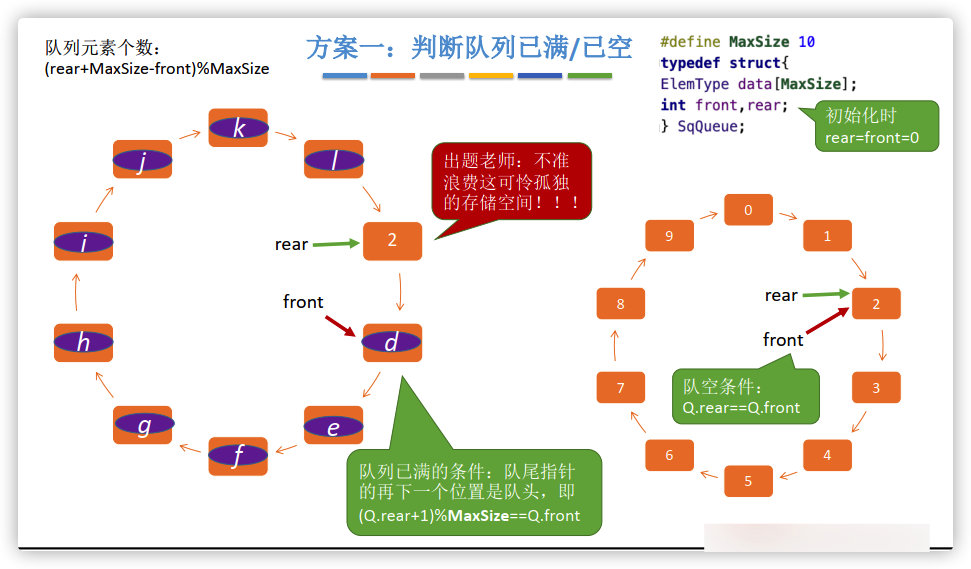 队列元素个数：
(rear+MaxSize-front)%MaxSize
方案一：判断队列已满/已空
#define MaxSize 10
typedef struct{
ElemType data[MaxSize];
int front,rear;
} SqQueue;
初始化时
rear=front=0
出题老师：不准
浪费这可怜孤独
的存储空间！！！
k
l
2
d
e
f
g
h
i
j
rear
front
队列已满的条件：队尾指针
的再下一个位置是队头，即
(Q.rear+1)%MaxSize==Q.front
0
1
2
3
4
5
6
7
8
9
rear
front
队空条件：
Q.rear==Q.front